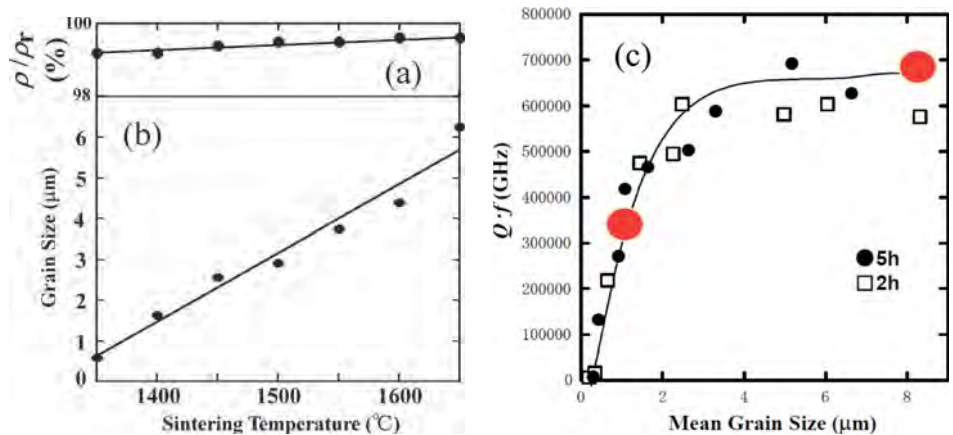 ρ/ρr
(%)
100
98
(a)
(b)
Grain Size (μm)
6
5
4
3
2
1
0
1400
1500
1600
Sintering Temperature (℃)
(c)
Q·f (GHz)
800000
700000
600000
500000
400000
300000
200000
100000
0
0
2
4
6
8
5h
2h
Mean Grain Size (μm)